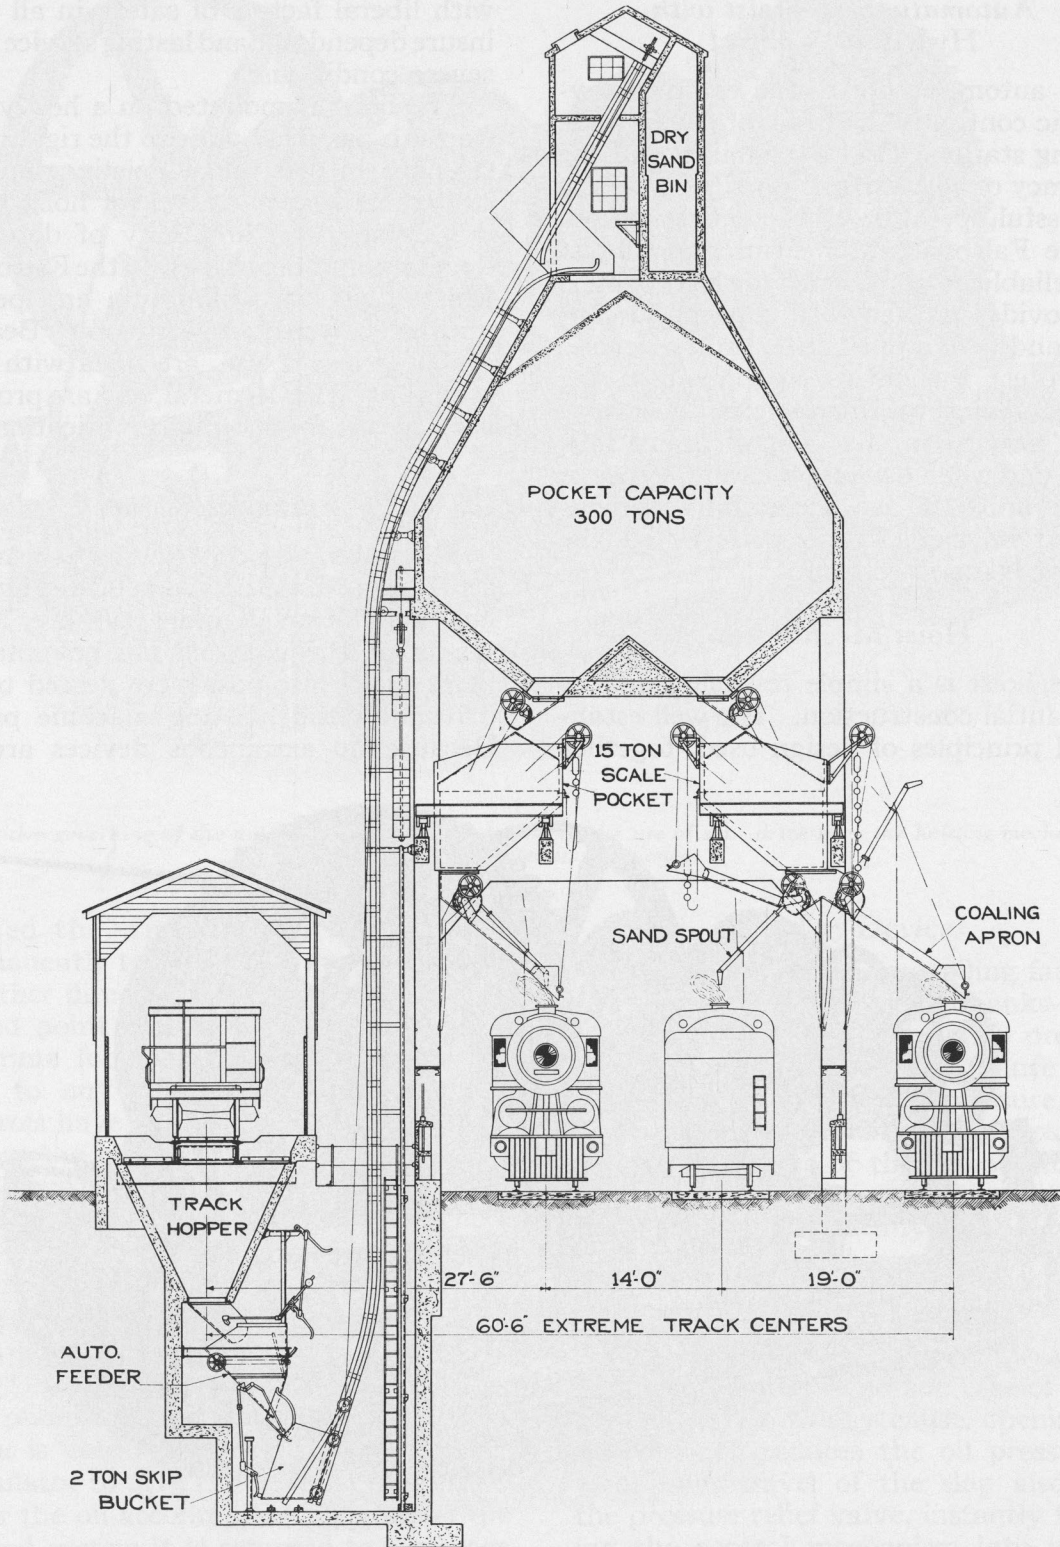 DRY
SAND
BIN
POCKET CAPACITY
300 TONS
15 TON
SCALE
POCKET
SAND SPOUT
COALING
APRON
TRACK
HOPPER
27'-6"
14'-0"
19'-0"
60'-6" EXTREME TRACK CENTERS
AUTO.
FEEDER
2 TON SKIP
BUCKET